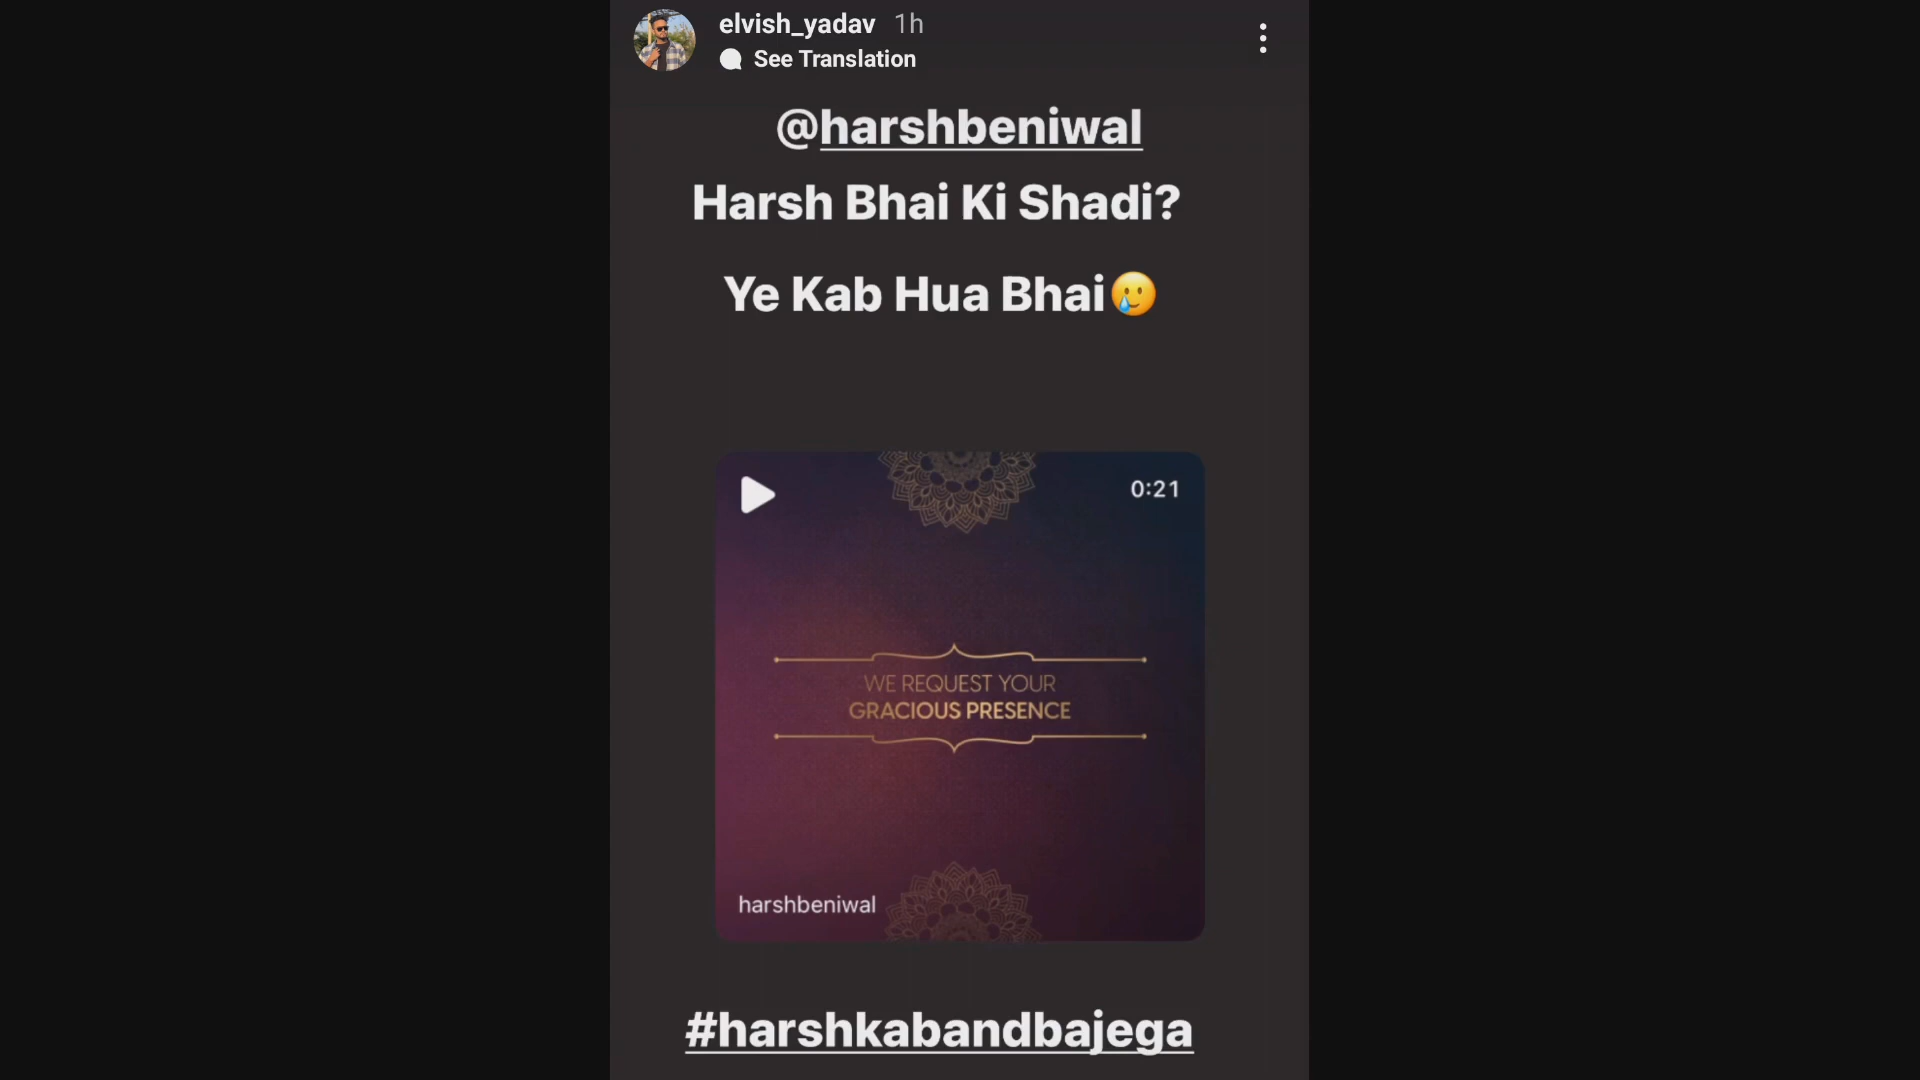 elvish_yadav 1h
See Translation
@harshbeniwal
Harsh Bhai Ki Shadi?
Ye Kab Hua Bhai🥲
0:21
WE REQUEST YOUR
GRACIOUS PRESENCE
harshbeniwal
#harshkabandbajega